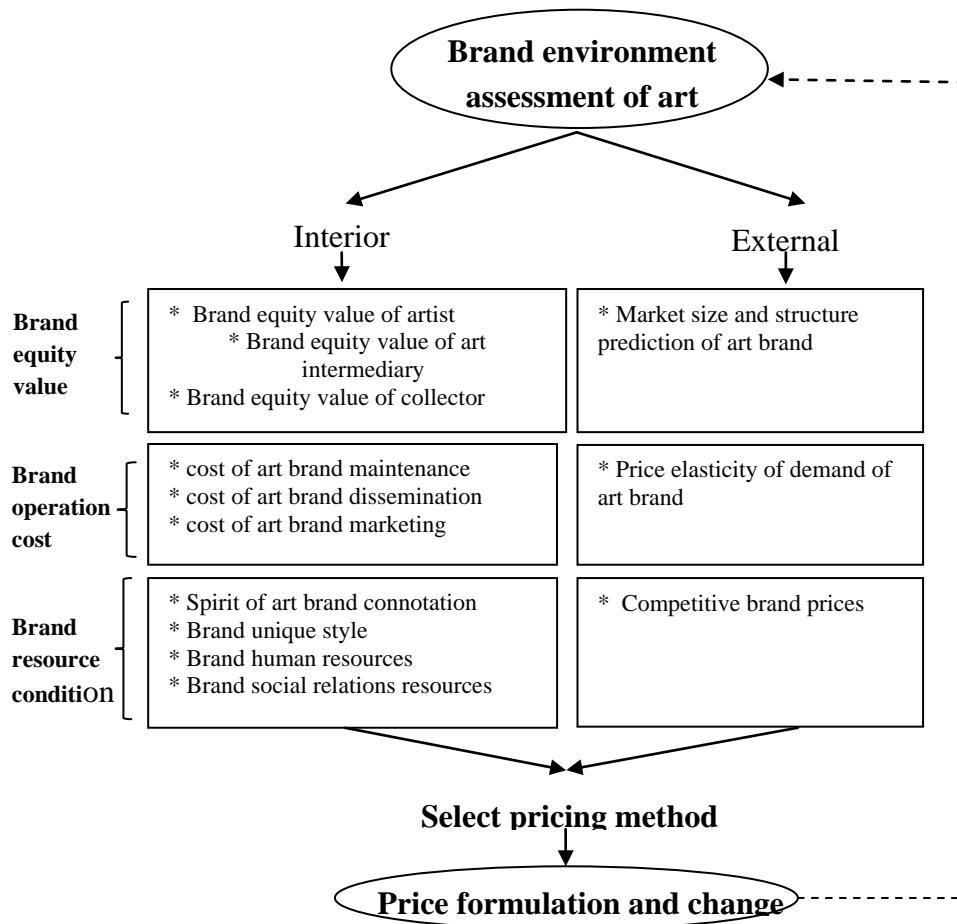 Brand environment
assessment of art
Interior
External
Brand
equity
value
* Brand equity value of artist
* Brand equity value of art
intermediary
* Brand equity value of collector
* Market size and structure
prediction of art brand
Brand
operation
cost
* cost of art brand maintenance
* cost of art brand dissemination
* cost of art brand marketing
* Price elasticity of demand of
art brand
Brand
resource
condition
* Spirit of art brand connotation
* Brand unique style
* Brand human resources
* Brand social relations resources
* Competitive brand prices
Select pricing method
Price formulation and change